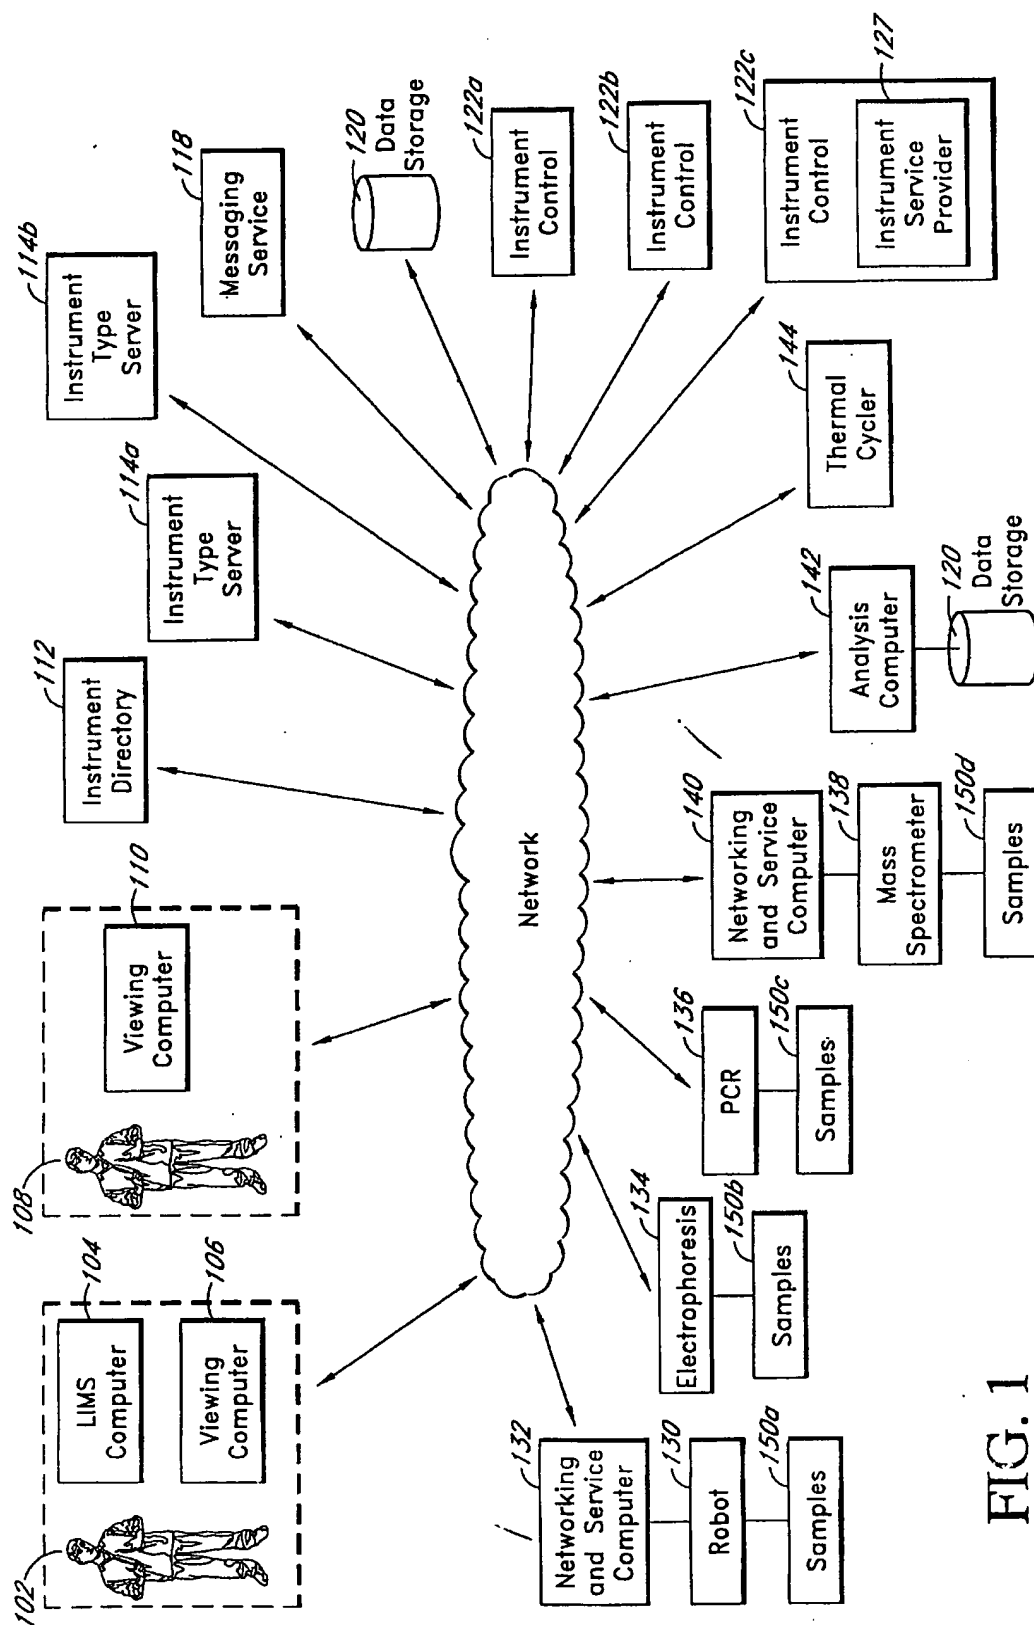 102
LIMS
Computer
104
Viewing
Computer
106
108
Viewing
Computer
110
Instrument
Directory
112
Instrument
Type
Server
114a
Instrument
Type
Server
114b
Messaging
Service
118
120
Data
Storage
Instrument
Control
122a
Instrument
Control
122b
Instrument
Control
122c
Instrument
Service
Provider
127
Network
Networking
and Service
Computer
132
Robot
130
Samples
150a
Electrophoresis
134
Samples
150b
PCR
136
Samples
150c
Networking
and Service
Computer
140
Mass
Spectrometer
138
Samples
150d
Analysis
Computer
142
120
Data
Storage
Thermal
Cycler
144
FIG. 1